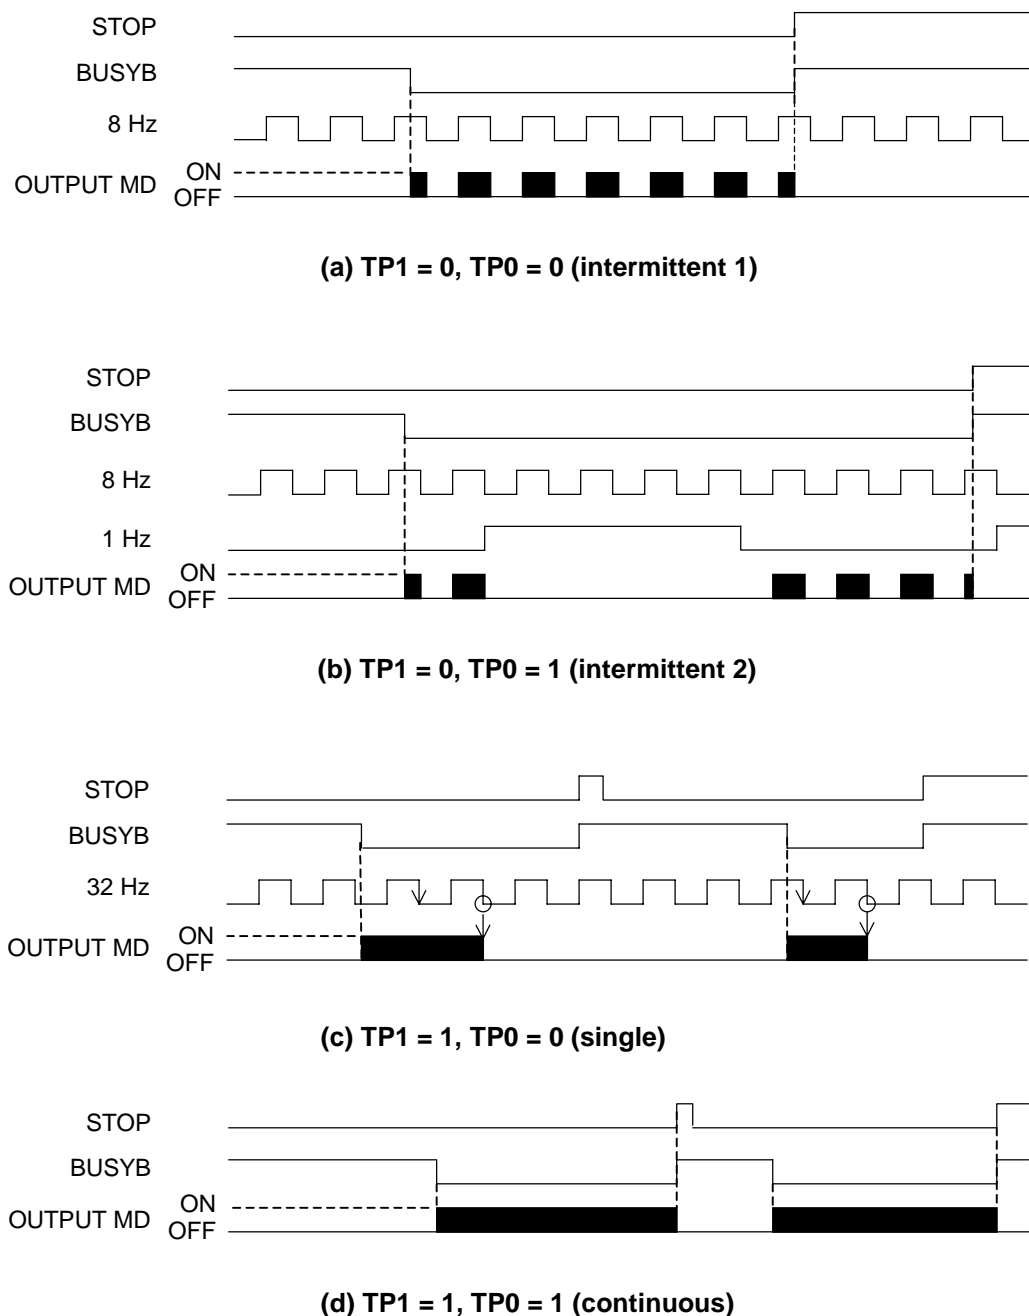 STOP
BUSYB
8 Hz
ON
OUTPUT MD
OFF
(a) TP1 = 0, TP0 = 0 (intermittent 1)
STOP
BUSYB
8 Hz
1 Hz
ON
OUTPUT MD
OFF
(b) TP1 = 0, TP0 = 1 (intermittent 2)
STOP
BUSYB
32 Hz
ON
OUTPUT MD
OFF
(c) TP1 = 1, TP0 = 0 (single)
STOP
BUSYB
ON
OUTPUT MD
OFF
(d) TP1 = 1, TP0 = 1 (continuous)